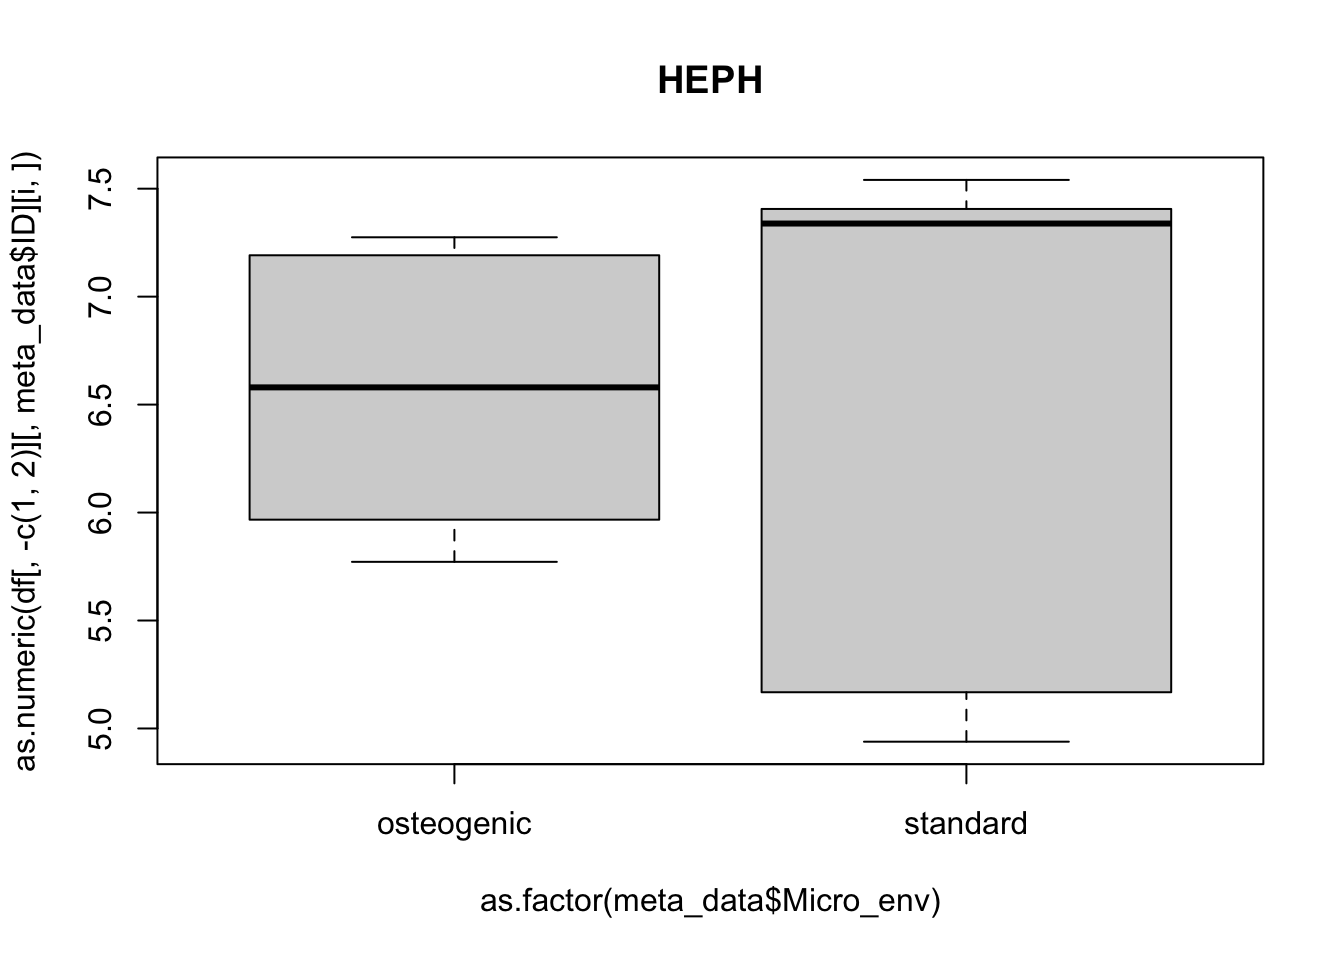 HEPH
as.numeric(df[, -c(1, 2)][, meta_data$ID][i, ])
7.5
7.0
6.5
6.0
5.5
5.0
osteogenic
standard
as.factor(meta_data$Micro_env)